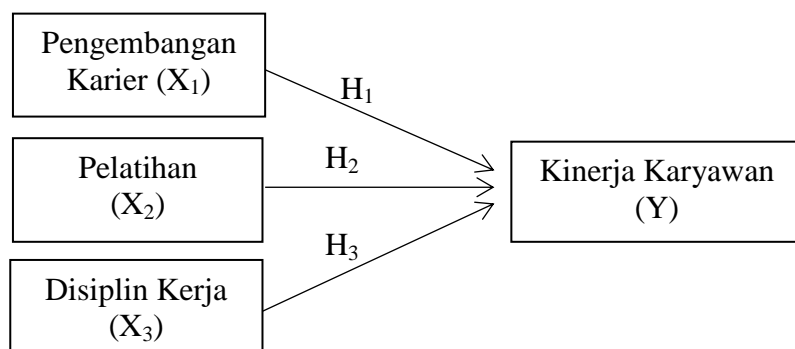 Pengembangan
Karier (X₁)
H₁
Pelatihan
(X₂)
H₂
Kinerja Karyawan
(Y)
H₃
Disiplin Kerja
(X₃)